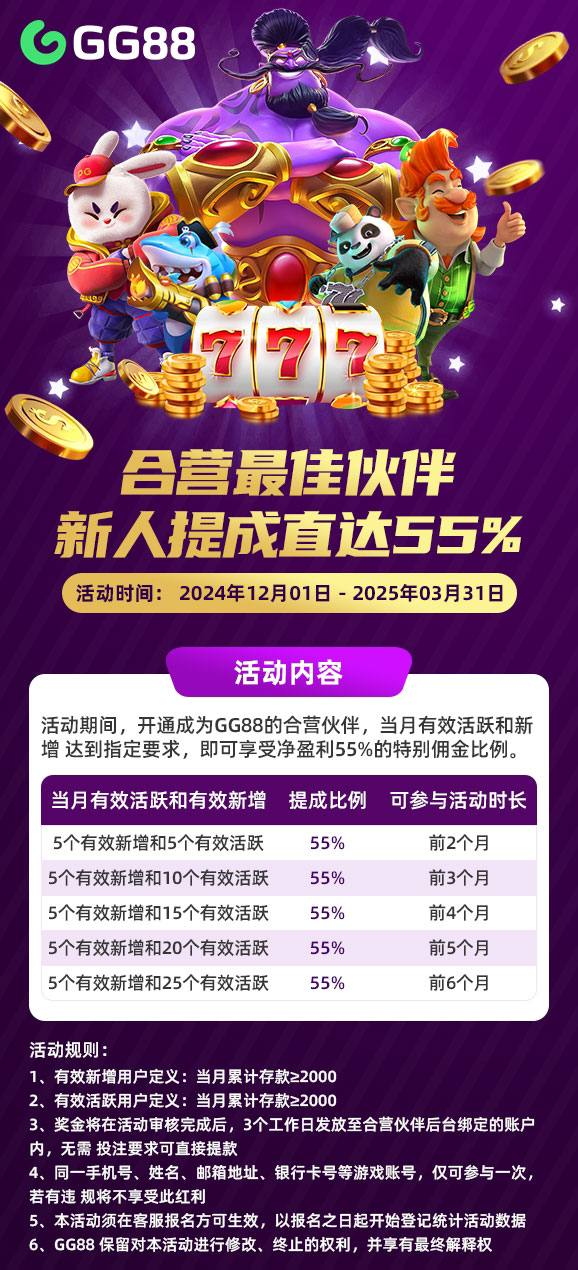 GG88
PG
777
7 7 7
合营最佳伙伴
新人提成直达55%
活动时间： 2024年12月01日 - 2025年03月31日
活动内容
活动期间，开通成为GG88的合营伙伴，当月有效活跃和新
增 达到指定要求，即可享受净盈利55%的特别佣金比例。
当月有效活跃和有效新增 提成比例 可参与活动时长
5个有效新增和5个有效活跃 55% 前2个月
5个有效新增和10个有效活跃 55% 前3个月
5个有效新增和15个有效活跃 55% 前4个月
5个有效新增和20个有效活跃 55% 前5个月
5个有效新增和25个有效活跃 55% 前6个月
活动规则：
1、有效新增用户定义：当月累计存款≥2000
2、有效活跃用户定义：当月累计存款≥2000
3、奖金将在活动审核完成后，3个工作日发放至合营伙伴后台绑定的账户
内，无需 投注要求可直接提款
4、同一手机号、姓名、邮箱地址、银行卡号等游戏账号，仅可参与一次，
若有违 规将不享受此红利
5、本活动须在客服报名方可生效，以报名之日起开始登记统计活动数据
6、GG88 保留对本活动进行修改、终止的权利，并享有最终解释权